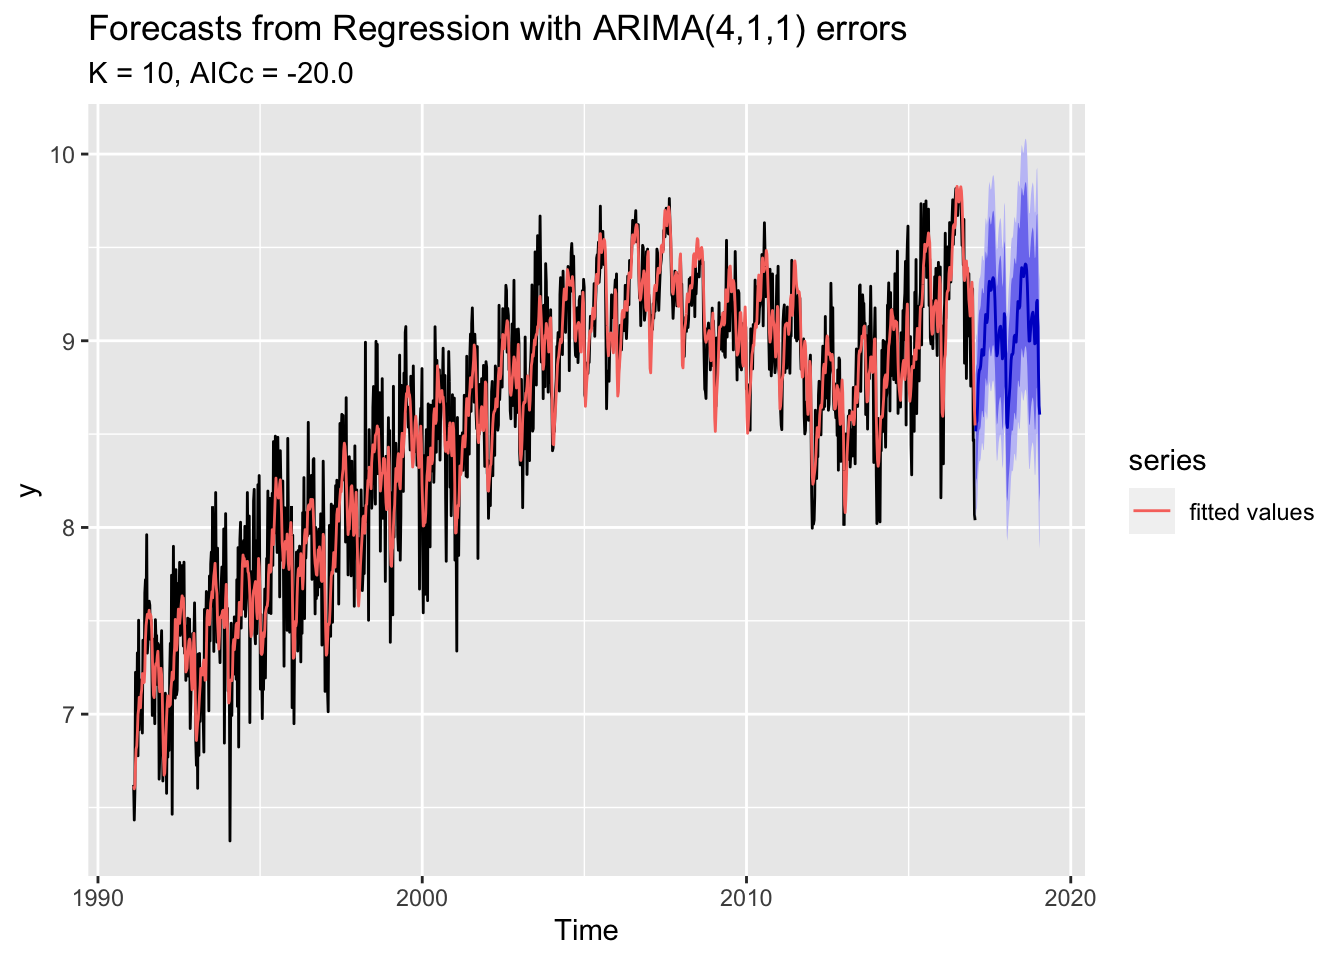 Forecasts from Regression with ARIMA(4,1,1) errors
K = 10, AICc = -20.0
10
9
8
7
y
1990
2000
2010
2020
Time
series
fitted values